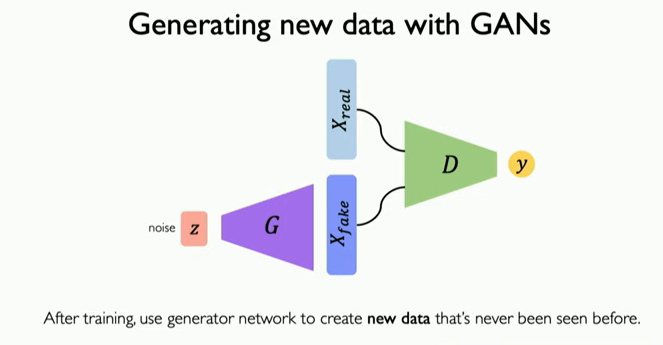 Generating new data with GANs
X_real
D
y
noise
z
G
X_fake
After training, use generator network to create new data that's never been seen before.